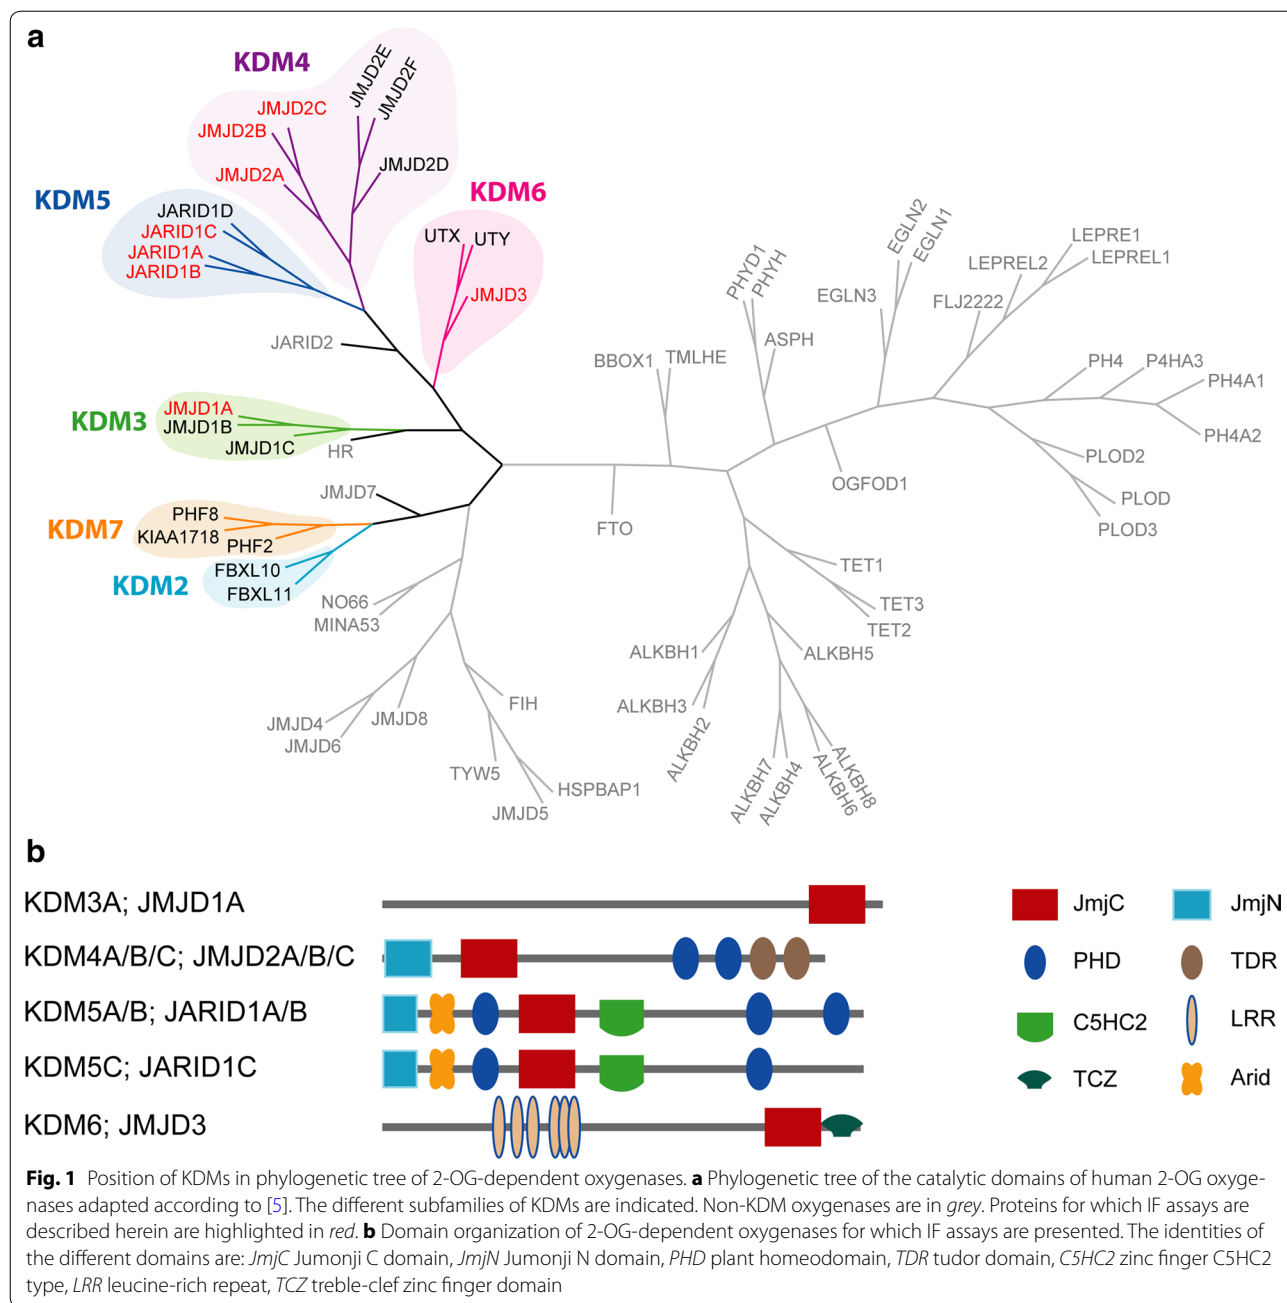 a
KDM4
JMJD2E
JMJD2F
JMJD2C
JMJD2B
JMJD2A
JMJD2D
KDM5
JARID1D
JARID1C
JARID1A
JARID1B
KDM6
UTX
UTY
JMJD3
JARID2
KDM3
JMJD1A
JMJD1B
JMJD1C
HR
JMJD7
KDM7
PHF8
KIAA1718
PHF2
KDM2
FBXL10
FBXL11
NO66
MINA53
JMJD4
JMJD6
JMJD8
FIH
TYW5
HSPBAP1
JMJD5
FTO
BBOX1
TMLHE
PHYD1
PHYH
ASPH
OGFOD1
EGLN3
EGLN2
EGLN1
FLJ2222
LEPREL2
LEPRE1
LEPREL1
PH4
P4HA3
PH4A1
PH4A2
PLOD2
PLOD
PLOD3
TET1
TET3
TET2
ALKBH1
ALKBH3
ALKBH2
ALKBH5
ALKBH7
ALKBH4
ALKBH6
ALKBH8
b
KDM3A; JMJD1A
KDM4A/B/C; JMJD2A/B/C
KDM5A/B; JARID1A/B
KDM5C; JARID1C
KDM6; JMJD3
JmjC
JmjN
PHD
TDR
C5HC2
LRR
TCZ
Arid
Fig. 1 Position of KDMs in phylogenetic tree of 2-OG-dependent oxygenases. a Phylogenetic tree of the catalytic domains of human 2-OG oxyge-
nases adapted according to [5]. The different subfamilies of KDMs are indicated. Non-KDM oxygenases are in grey. Proteins for which IF assays are
described herein are highlighted in red. b Domain organization of 2-OG-dependent oxygenases for which IF assays are presented. The identities of
the different domains are: JmjC Jumonji C domain, JmjN Jumonji N domain, PHD plant homeodomain, TDR tudor domain, C5HC2 zinc finger C5HC2
type, LRR leucine-rich repeat, TCZ treble-clef zinc finger domain